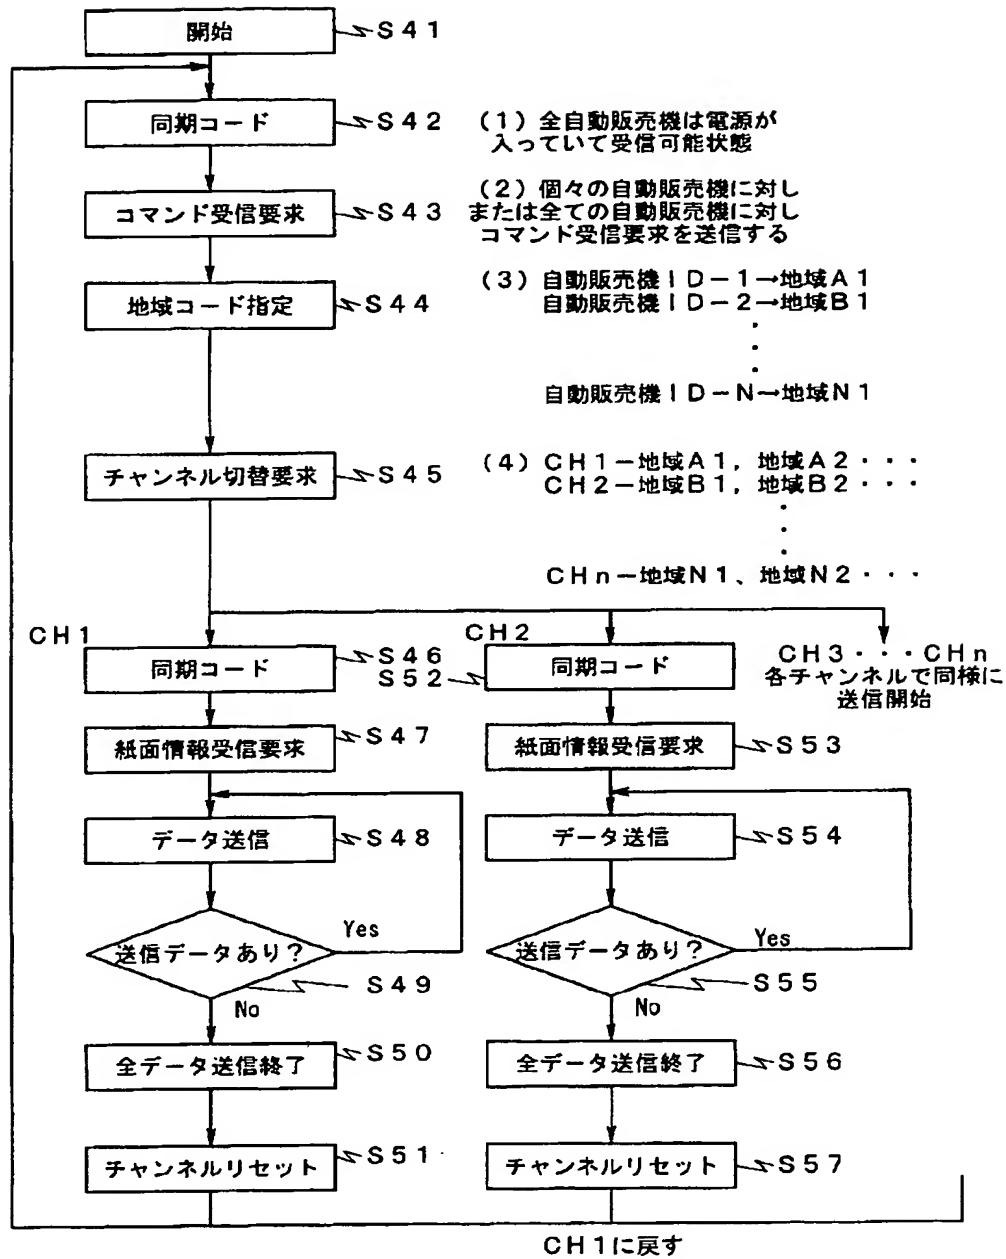 開始
S41
同期コード
S42
(1)全自動販売機は電源が
入っていて受信可能状態
コマンド受信要求
S43
(2)個々の自動販売機に対し
または全ての自動販売機に対し
コマンド受信要求を送信する
地域コード指定
S44
(3)自動販売機ID-1→地域A1
自動販売機ID-2→地域B1
・
・
・
自動販売機ID-N→地域N1
チャンネル切替要求
S45
(4)CH1-地域A1,地域A2・・・
CH2-地域B1,地域B2・・・
・
・
・
CHn-地域N1、地域N2・・・
CH1
同期コード
S46
紙面情報受信要求
S47
データ送信
S48
送信データあり?
Yes
S49
No
全データ送信終了
S50
チャンネルリセット
S51
CH2
S52
同期コード
紙面情報受信要求
S53
データ送信
S54
送信データあり?
Yes
S55
No
全データ送信終了
S56
チャンネルリセット
S57
CH3・・・CHn
各チャンネルで同様に
送信開始
CH1に戻す